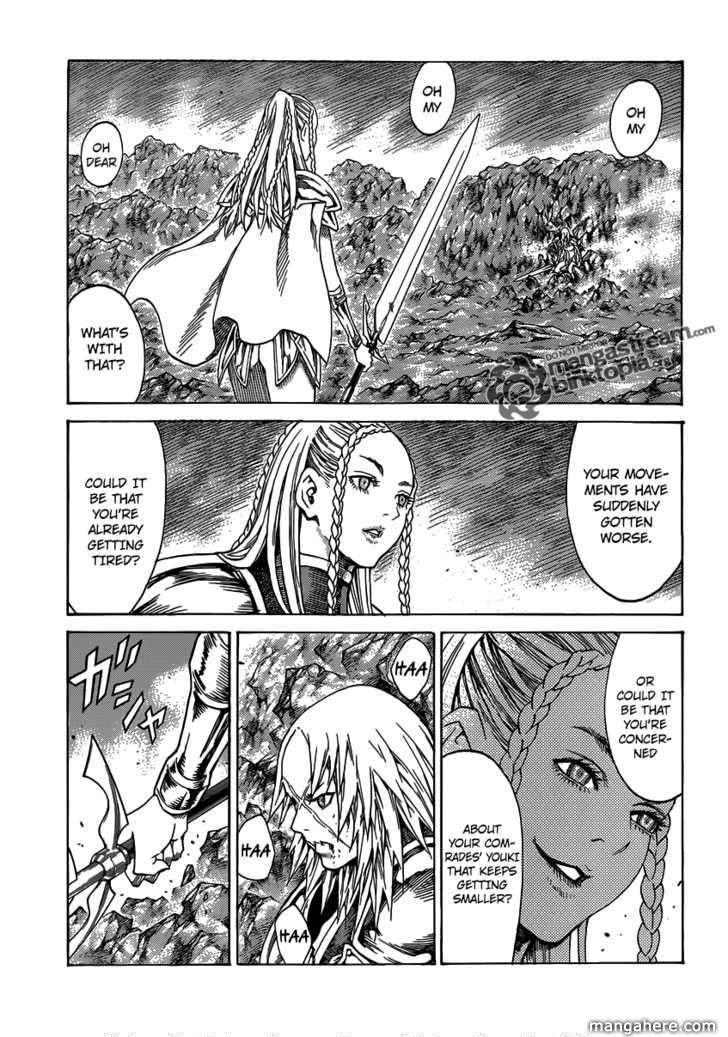 OH
MY
OH
MY
OH
DEAR
WHAT'S
WITH
THAT?
YOUR MOVE-
MENTS HAVE
SUDDENLY
GOTTEN
WORSE.
COULD IT
BE THAT
YOU'RE
ALREADY
GETTING
TIRED?
OR
COULD IT
BE THAT
YOU'RE
CONCER-
NED
ABOUT
YOUR COM-
RADES' YOUKI
THAT KEEPS
GETTING
SMALLER?
HAA
HAA
HAA
HAA
ガシャ
mangastream.com
binktopia
mangahere.com